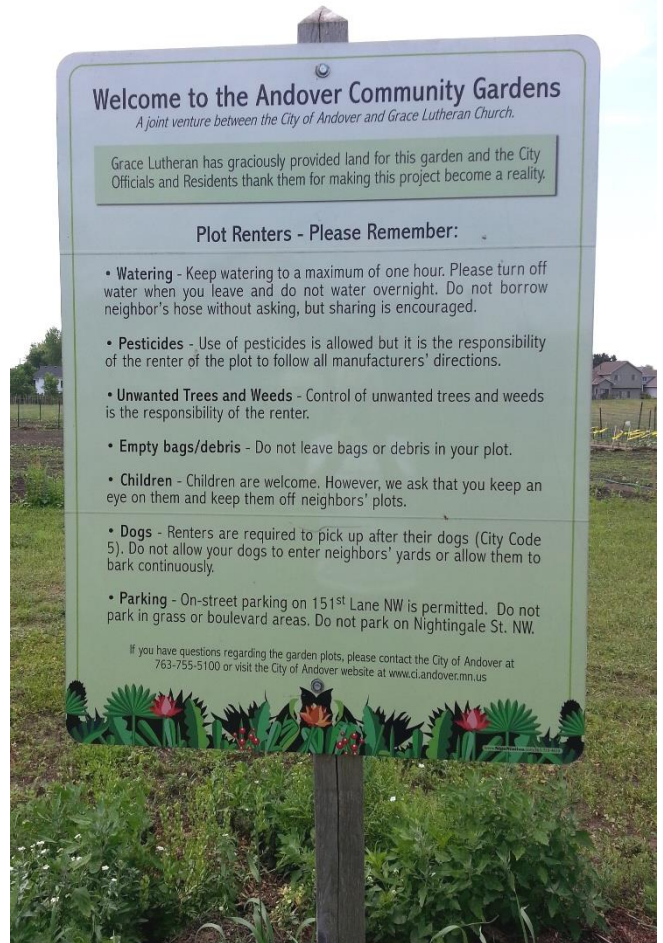 Welcome to the Andover Community Gardens
A joint venture between the City of Andover and Grace Lutheran Church.
Grace Lutheran has graciously provided land for this garden and the City
Officials and Residents thank them for making this project become a reality.
Plot Renters - Please Remember:
• Watering - Keep watering to a maximum of one hour. Please turn off
water when you leave and do not water overnight. Do not borrow
neighbor's hose without asking, but sharing is encouraged.
• Pesticides - Use of pesticides is allowed but it is the responsibility
of the renter of the plot to follow all manufacturers' directions.
• Unwanted Trees and Weeds - Control of unwanted trees and weeds
is the responsibility of the renter.
• Empty bags/debris - Do not leave bags or debris in your plot.
• Children - Children are welcome. However, we ask that you keep an
eye on them and keep them off neighbors' plots.
• Dogs - Renters are required to pick up after their dogs (City Code
5). Do not allow your dogs to enter neighbors' yards or allow them to
bark continuously.
• Parking - On-street parking on 151st Lane NW is permitted. Do not
park in grass or boulevard areas. Do not park on Nightingale St. NW.
If you have questions regarding the garden plots, please contact the City of Andover at
763-755-5100 or visit the City of Andover website at www.ci.andover.mn.us